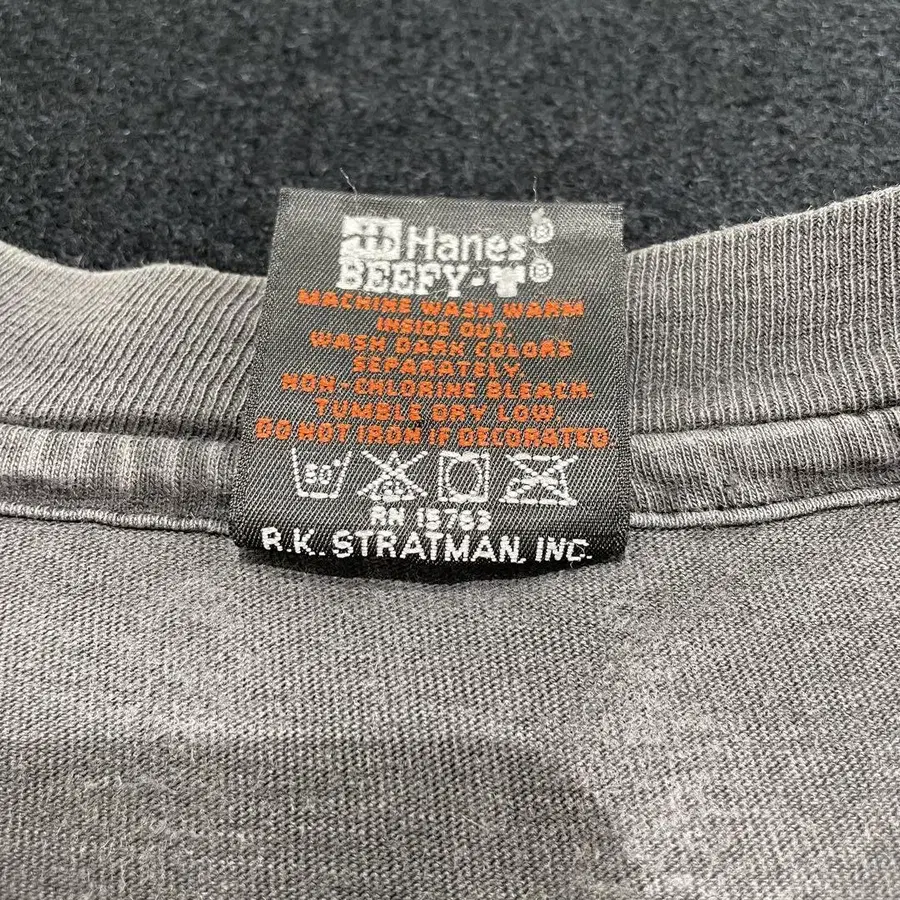 Hanes®
BEEFY-T®
MACHINE WASH WARM
INSIDE OUT.
WASH DARK COLORS
SEPARATELY.
NON-CHLORINE BLEACH.
TUMBLE DRY LOW.
DO NOT IRON IF DECORATED.
RN 15763
R.K. STRATMAN, INC.